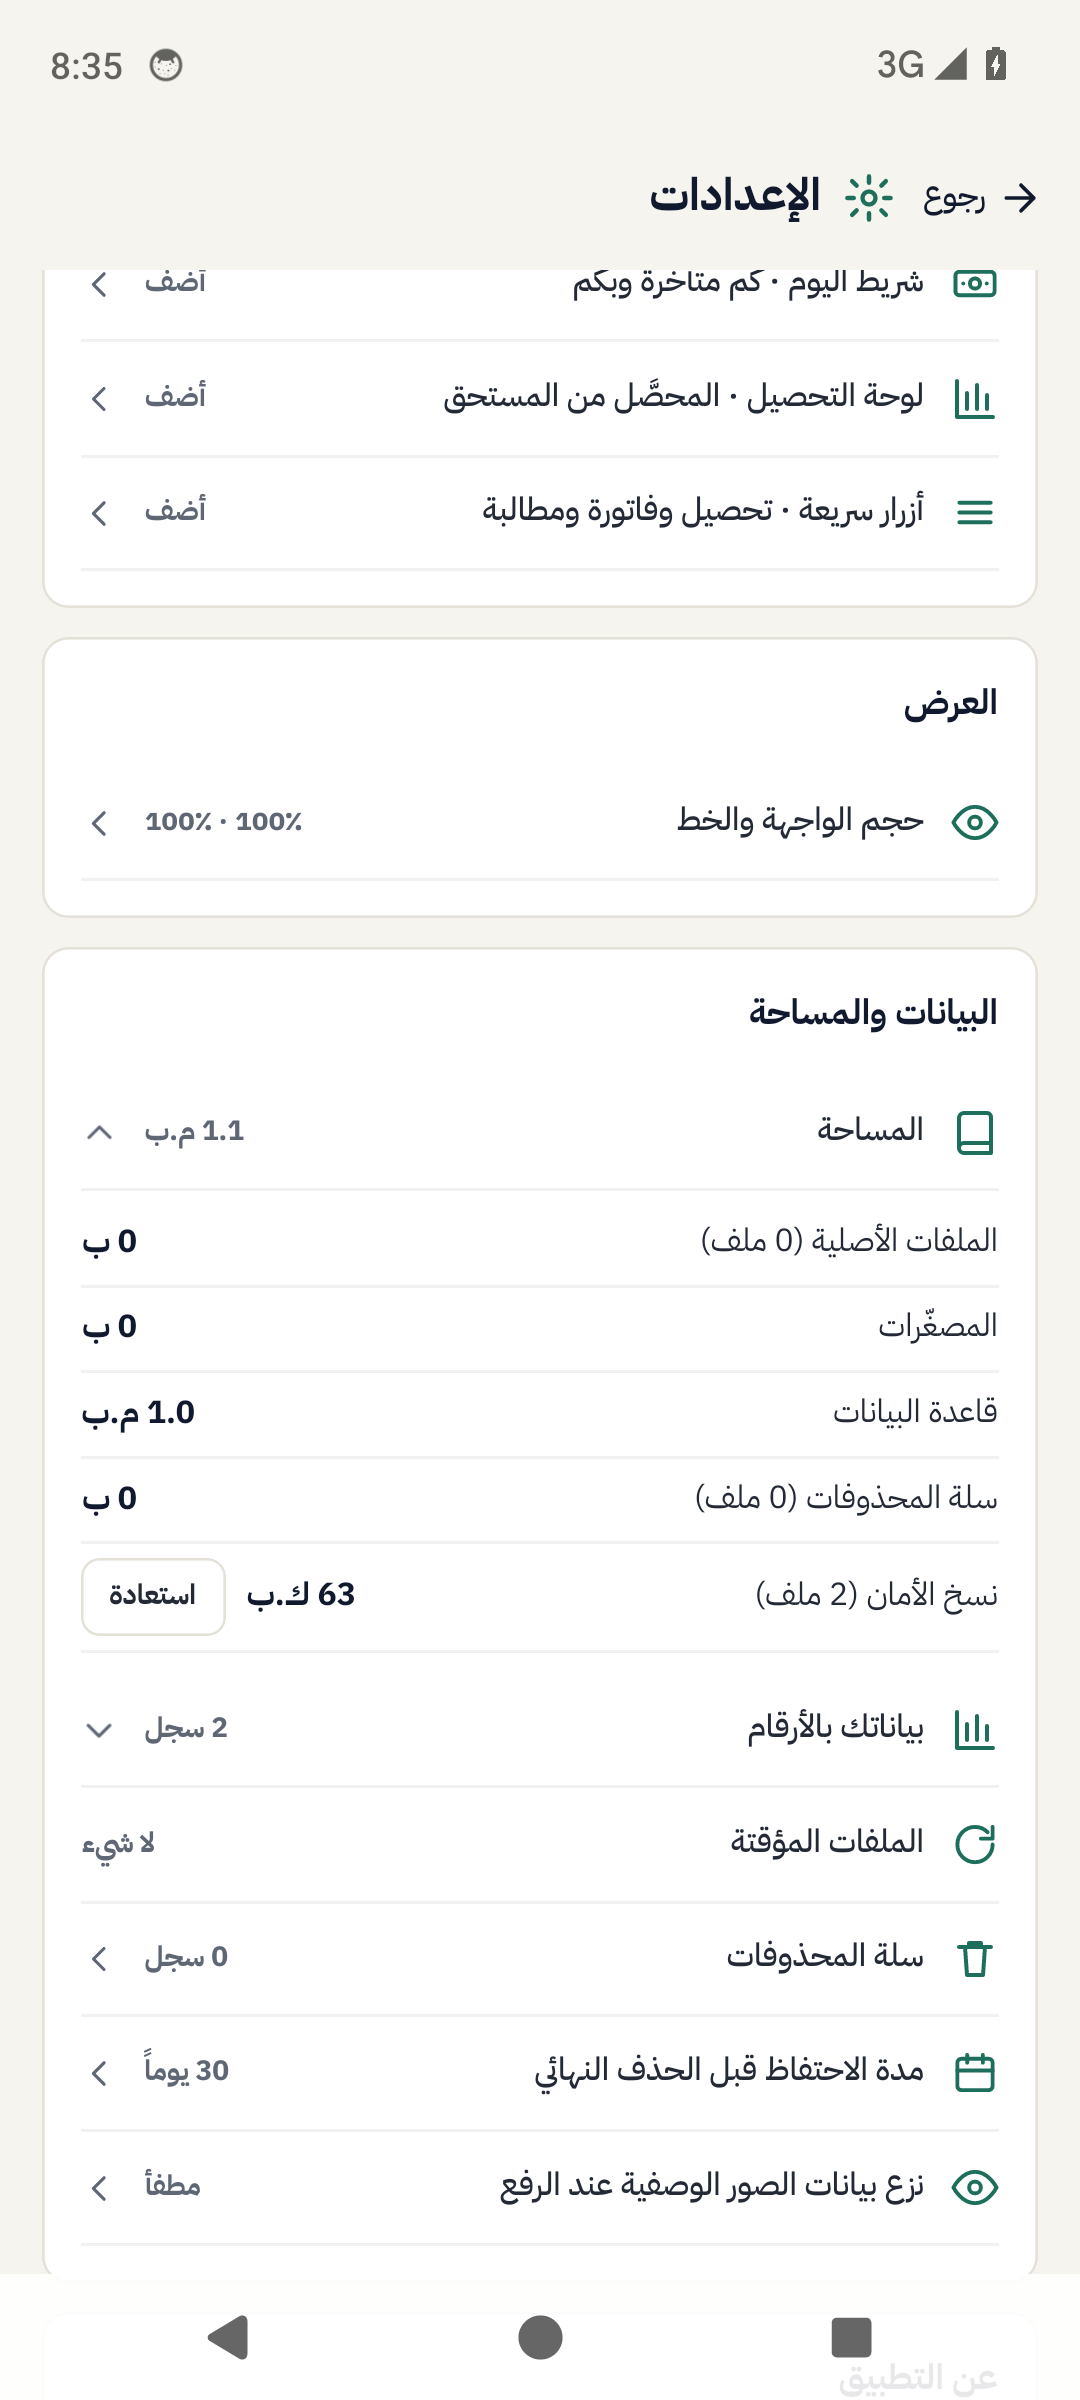 8:35
3G
رجوع
الإعدادات
شريط اليوم · كم متأخرة وبكم
أضف
لوحة التحصيل · المحصَّل من المستحق
أضف
أزرار سريعة · تحصيل وفاتورة ومطالبة
أضف
العرض
حجم الواجهة والخط
100٪ · 100٪
البيانات والمساحة
المساحة
1.1 م.ب
الملفات الأصلية (0 ملف)
0 ب
المصغّرات
0 ب
قاعدة البيانات
1.0 م.ب
سلة المحذوفات (0 ملف)
0 ب
نسخ الأمان (2 ملف)
63 ك.ب
استعادة
بياناتك بالأرقام
2 سجل
الملفات المؤقتة
لا شيء
سلة المحذوفات
0 سجل
مدة الاحتفاظ قبل الحذف النهائي
30 يوماً
نزع بيانات الصور الوصفية عند الرفع
مطفأ
عن التطبيق